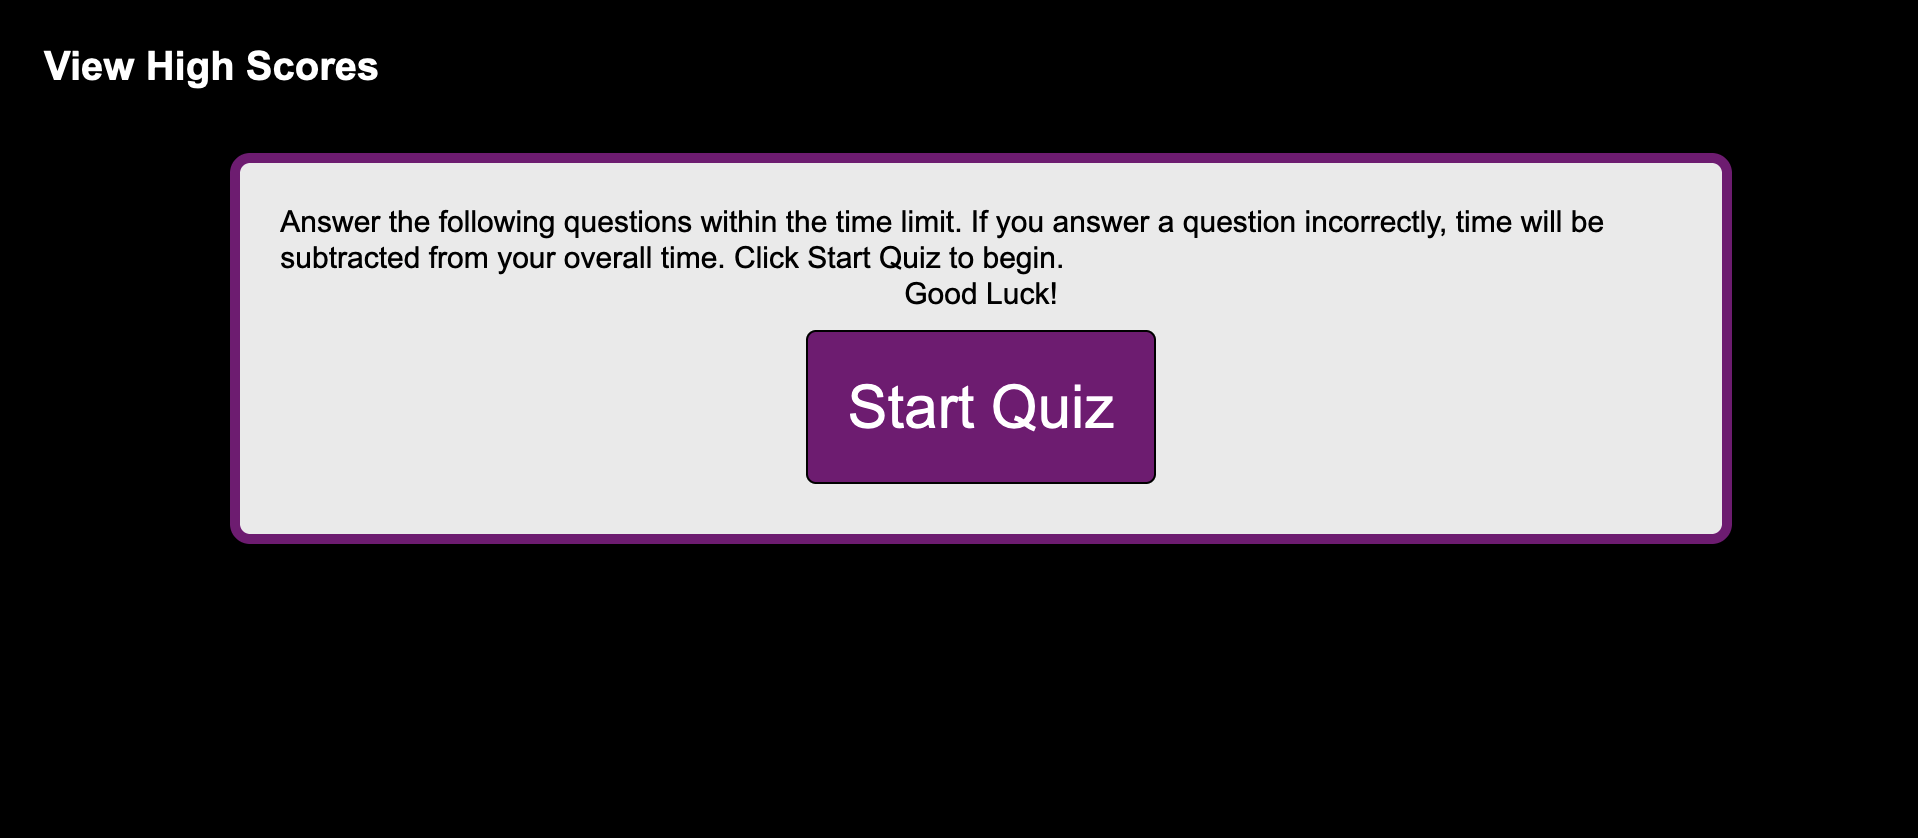 View High Scores
Answer the following questions within the time limit. If you answer a question incorrectly, time will be
subtracted from your overall time. Click Start Quiz to begin.
Good Luck!
Start Quiz